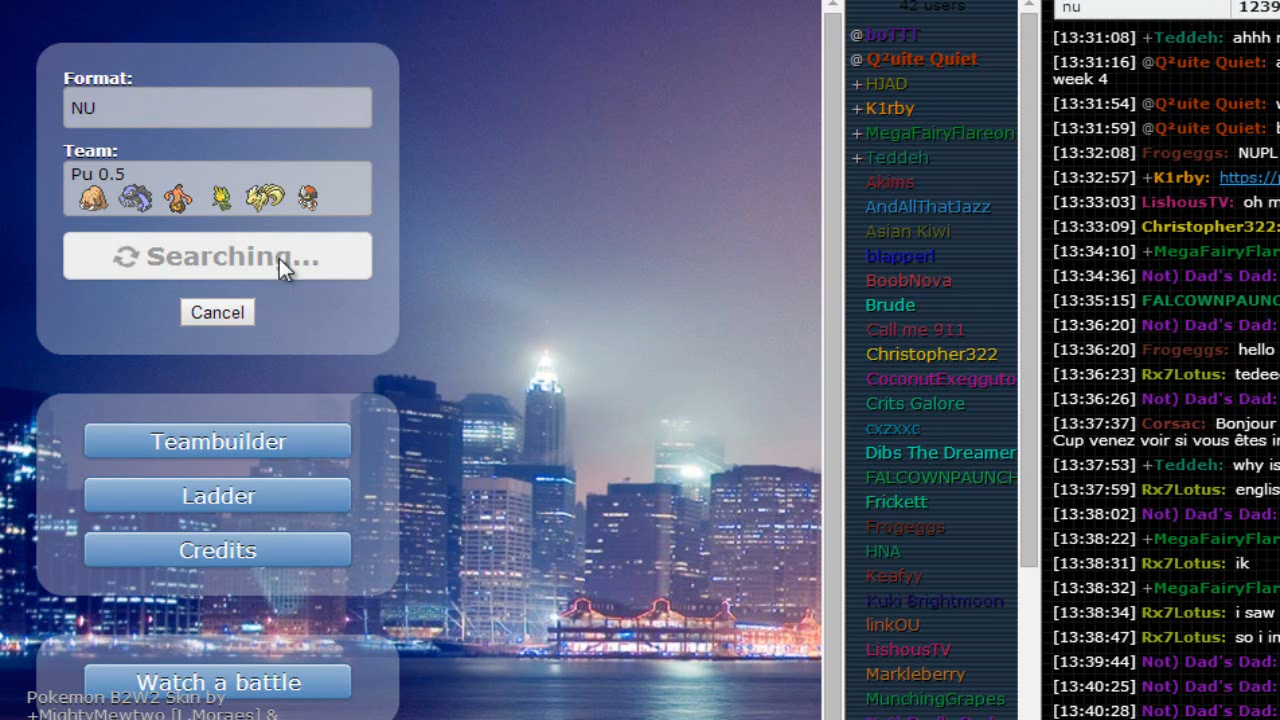 Format:
NU
Team:
Pu 0.5
Searching...
Cancel
Teambuilder
Ladder
Credits
Watch a battle
Pokemon B2W2 Skin by
+MightyMewtwo [L.Moraes] &
42 users
@boTTT
@Q²uite Quiet
+HJAD
+K1rby
+MegaFairyFlareon
+Teddeh
Akims
AndAllThatJazz
Asian Kiwi
blapperl
BoobNova
Brude
Call me 911
Christopher322
CoconutExegguto
Crits Galore
cxzxxc
Dibs The Dreamer
FALCOWNPAUNCH
Frickett
Frogeggs
HNA
Keafyy
Kuki Brightmoon
linkOU
LishousTV
Markleberry
MunchingGrapes
nu 1239
[13:31:08] +Teddeh: ahhh
[13:31:16] @Q²uite Quiet:
week 4
[13:31:54] @Q²uite Quiet:
[13:31:59] @Q²uite Quiet:
[13:32:08] Frogeggs: NUPL
[13:32:57] +K1rby: https://
[13:33:03] LishousTV: oh
[13:33:09] Christopher322:
[13:34:10] +MegaFairyFlar
[13:34:36] Not) Dad's Dad:
[13:35:15] FALCOWNPAUNC
[13:36:20] Not) Dad's Dad:
[13:36:20] Frogeggs: hello
[13:36:23] Rx7Lotus: tedee
[13:36:26] Not) Dad's Dad:
[13:37:37] Corsac: Bonjour
Cup venez voir si vous êtes
[13:37:53] +Teddeh: why is
[13:37:59] Rx7Lotus: englis
[13:38:02] Not) Dad's Dad:
[13:38:22] +MegaFairyFlar
[13:38:31] Rx7Lotus: ik
[13:38:32] +MegaFairyFlar
[13:38:34] Rx7Lotus: i saw
[13:38:47] Rx7Lotus: so i in
[13:39:44] Not) Dad's Dad:
[13:40:25] Not) Dad's Dad:
[13:40:28] Not) Dad's Dad: